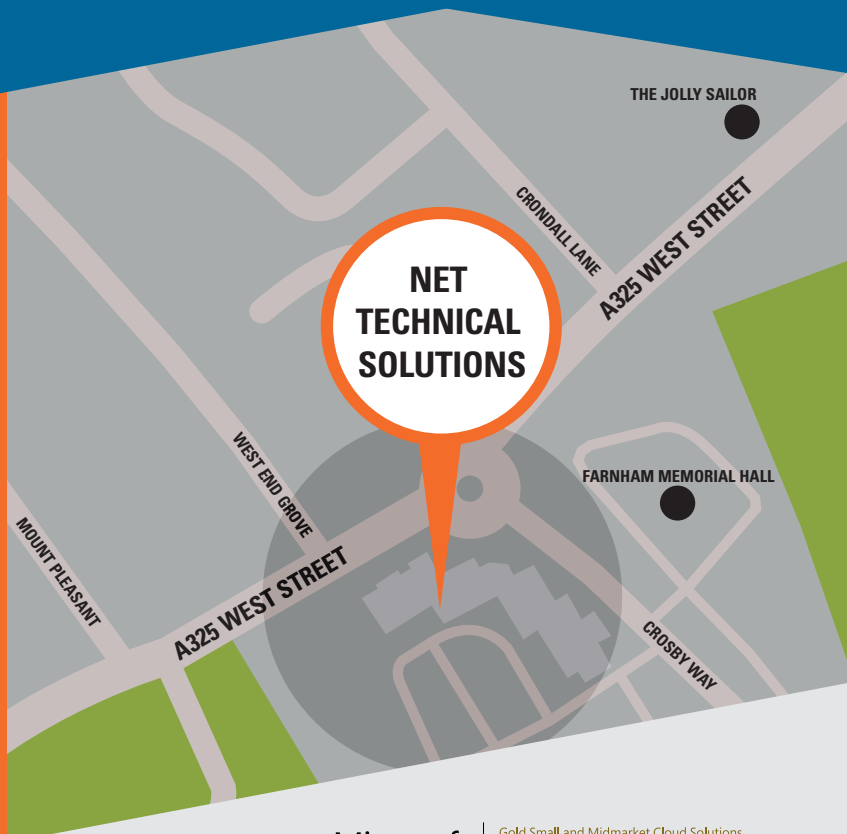 THE JOLLY SAILOR
CRONDALL LANE
A325 WEST STREET
NET
TECHNICAL
SOLUTIONS
WEST END GROVE
FARNHAM MEMORIAL HALL
MOUNT PLEASANT
A325 WEST STREET
CROSBY WAY
Gold Small and Midmarket Cloud Solutions